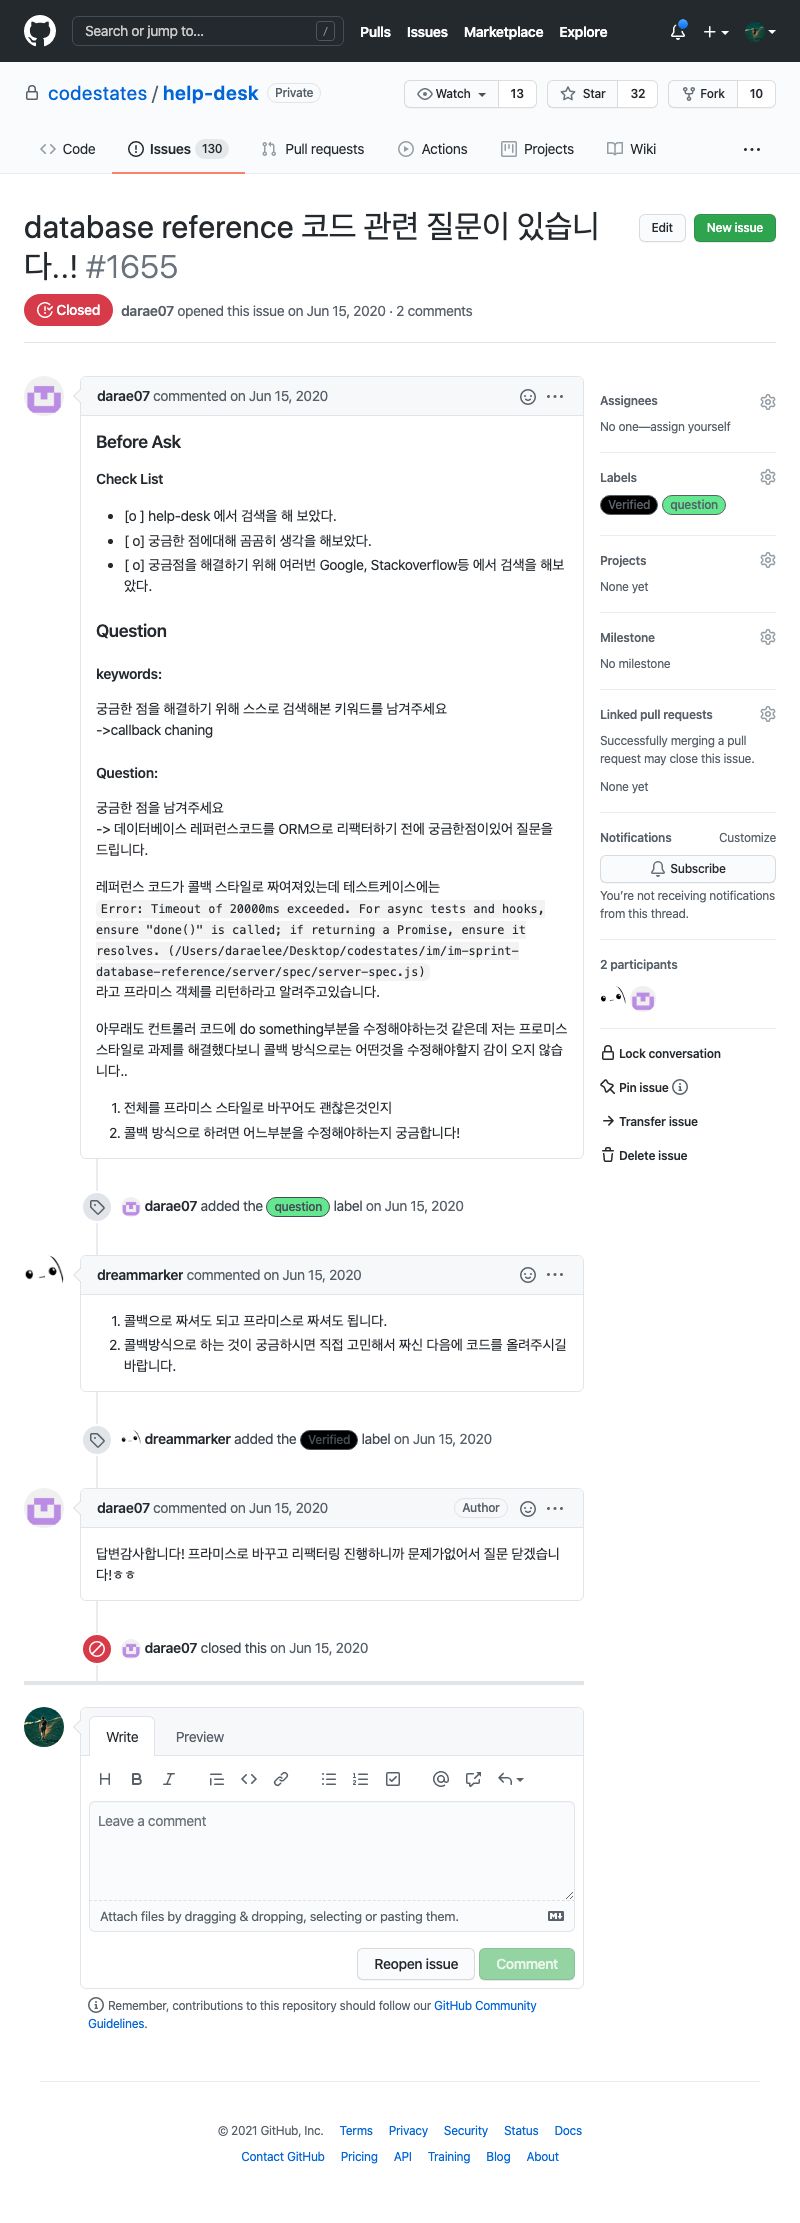 Search or jump to... /
Pulls Issues Marketplace Explore
codestates / help-desk Private
Watch 13 Star 32 Fork 10
Code Issues 130 Pull requests Actions Projects Wiki
database reference 코드 관련 질문이 있습니
다..! #1655
Edit New issue
Closed darae07 opened this issue on Jun 15, 2020 · 2 comments
darae07 commented on Jun 15, 2020
Before Ask
Check List
• [o ] help-desk 에서 검색을 해 보았다.
• [ o] 궁금한 점에대해 곰곰히 생각을 해보았다.
• [ o] 궁금점을 해결하기 위해 여러번 Google, Stackoverflow등 에서 검색을 해보
았다.
Question
keywords:
궁금한 점을 해결하기 위해 스스로 검색해본 키워드를 남겨주세요
->callback chaning
Question:
궁금한 점을 남겨주세요
-> 데이터베이스 레퍼런스코드를 ORM으로 리팩터하기 전에 궁금한점이있어 질문을
드립니다.
레퍼런스 코드가 콜백 스타일로 짜여져있는데 테스트케이스에는
Error: Timeout of 20000ms exceeded. For async tests and hooks,
ensure "done()" is called; if returning a Promise, ensure it
resolves. (/Users/daraelee/Desktop/codestates/im/im-sprint-
database-reference/server/spec/server-spec.js)
라고 프라미스 객체를 리턴하라고 알려주고있습니다.
아무래도 컨트롤러 코드에 do something부분을 수정해야하는것 같은데 저는 프로미스
스타일로 과제를 해결했다보니 콜백 방식으로는 어떤것을 수정해야할지 감이 오지 않습
니다..
1. 전체를 프라미스 스타일로 바꾸어도 괜찮은것인지
2. 콜백 방식으로 하려면 어느부분을 수정해야하는지 궁금합니다!
Assignees
No one—assign yourself
Labels
Verified question
Projects
None yet
Milestone
No milestone
Linked pull requests
Successfully merging a pull
request may close this issue.
None yet
Notifications Customize
Subscribe
You're not receiving notifications
from this thread.
2 participants
Lock conversation
Pin issue
Transfer issue
Delete issue
darae07 added the question label on Jun 15, 2020
dreammarker commented on Jun 15, 2020
1. 콜백으로 짜셔도 되고 프라미스로 짜셔도 됩니다.
2. 콜백방식으로 하는 것이 궁금하시면 직접 고민해서 짜신 다음에 코드를 올려주시길
바랍니다.
dreammarker added the Verified label on Jun 15, 2020
darae07 commented on Jun 15, 2020 Author
답변감사합니다! 프라미스로 바꾸고 리팩터링 진행하니까 문제가없어서 질문 닫겠습니
다!ㅎㅎ
darae07 closed this on Jun 15, 2020
Write Preview
H B I
Leave a comment
Attach files by dragging & dropping, selecting or pasting them.
Reopen issue Comment
Remember, contributions to this repository should follow our GitHub Community
Guidelines.
© 2021 GitHub, Inc. Terms Privacy Security Status Docs
Contact GitHub Pricing API Training Blog About